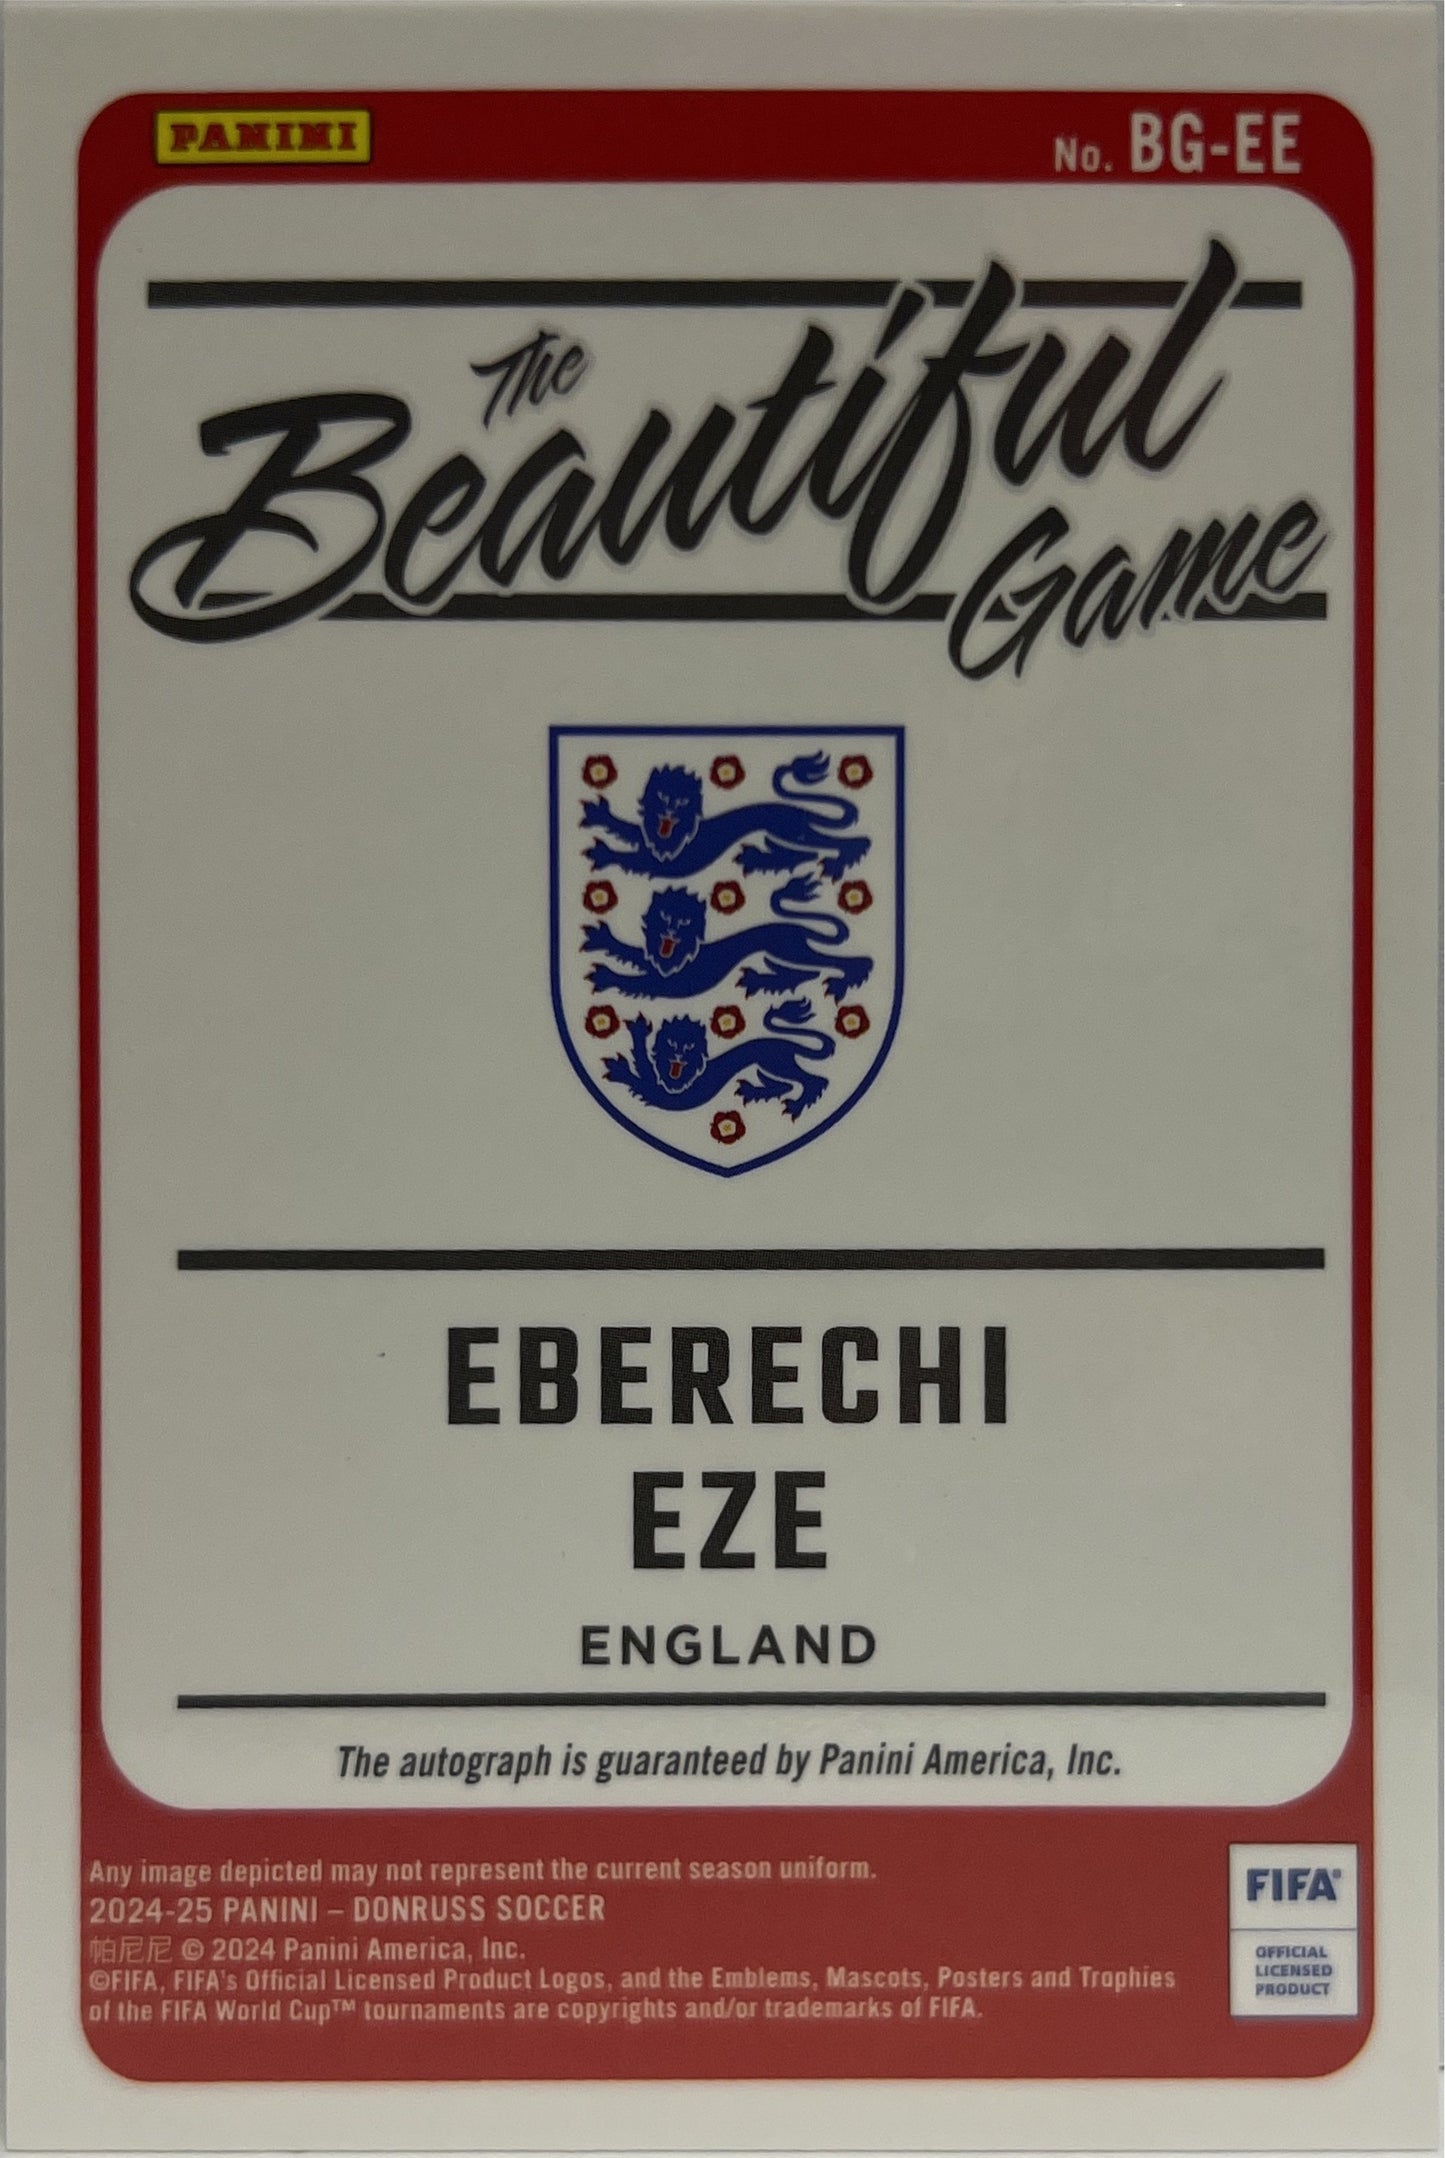 PANINI
No. BG-EE
The
Beautiful
Game
EBERECHI
EZE
ENGLAND
The autograph is guaranteed by Panini America, Inc.
Any image depicted may not represent the current season uniform.
2024-25 PANINI – DONRUSS SOCCER
帕尼尼 © 2024 Panini America, Inc.
©FIFA, FIFA's Official Licensed Product Logos, and the Emblems, Mascots, Posters and Trophies
of the FIFA World Cup™ tournaments are copyrights and/or trademarks of FIFA.
FIFA®
OFFICIAL
LICENSED
PRODUCT